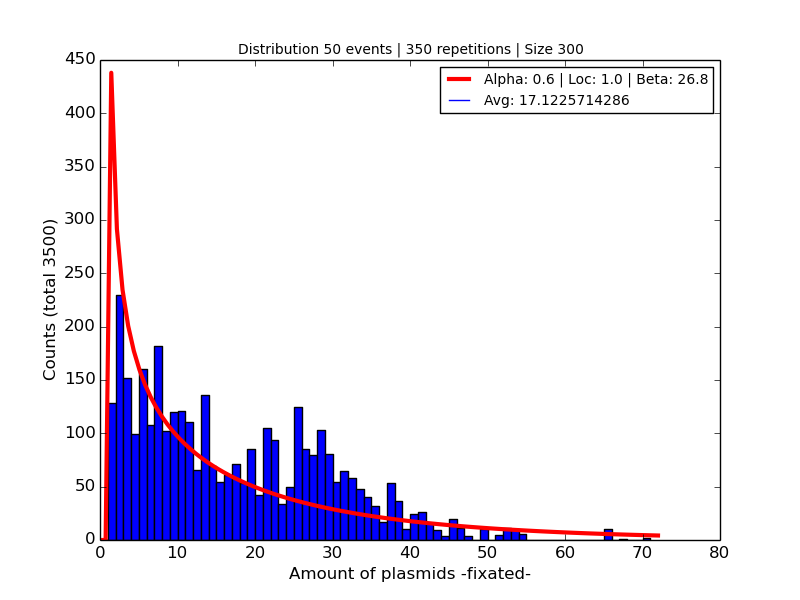 Distribution 50 events | 350 repetitions | Size 300
Alpha: 0.6 | Loc: 1.0 | Beta: 26.8
Avg: 17.1225714286
Counts (total 3500)
450
400
350
300
250
200
150
100
50
0
0 10 20 30 40 50 60 70 80
Amount of plasmids -fixated-